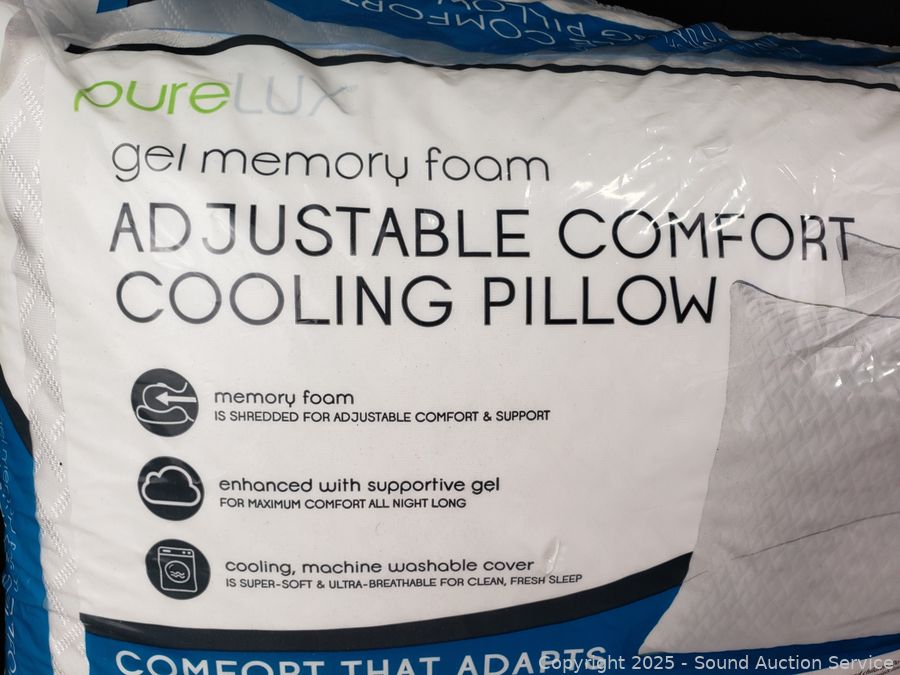 COMFORT
PILLOW
pureLUX
gel memory foam
ADJUSTABLE COMFORT
COOLING PILLOW
memory foam
IS SHREDDED FOR ADJUSTABLE COMFORT & SUPPORT
enhanced with supportive gel
FOR MAXIMUM COMFORT ALL NIGHT LONG
cooling, machine washable cover
IS SUPER-SOFT & ULTRA-BREATHABLE FOR CLEAN, FRESH SLEEP
COMFORT THAT ADAPTS
Copyright 2025 - Sound Auction Service